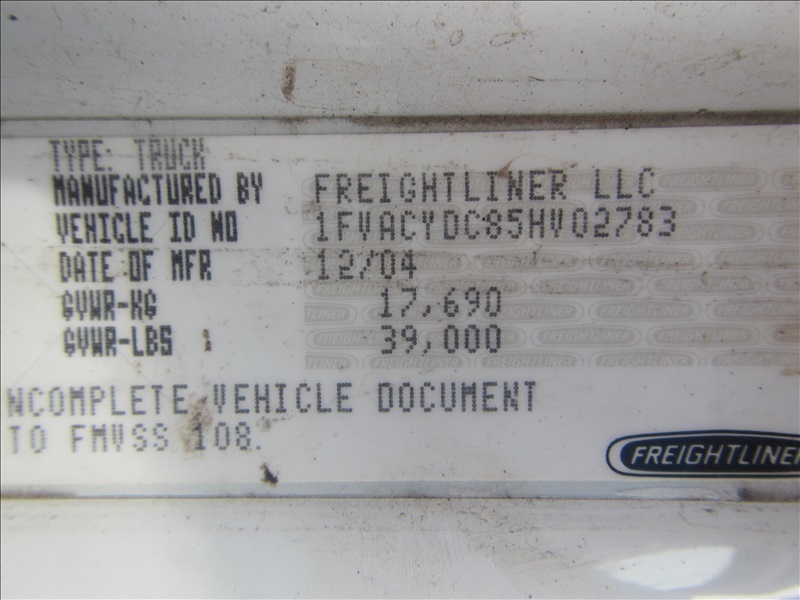 TYPE: TRUCK
MANUFACTURED BY FREIGHTLINER LLC
VEHICLE ID NO 1FVACYDC85HV02783
DATE OF MFR 12/04
GVWR-KG 17,690
GVWR-LBS 39,000
NCOMPLETE VEHICLE DOCUMENT
TO FMVSS 108.
FREIGHTLINER